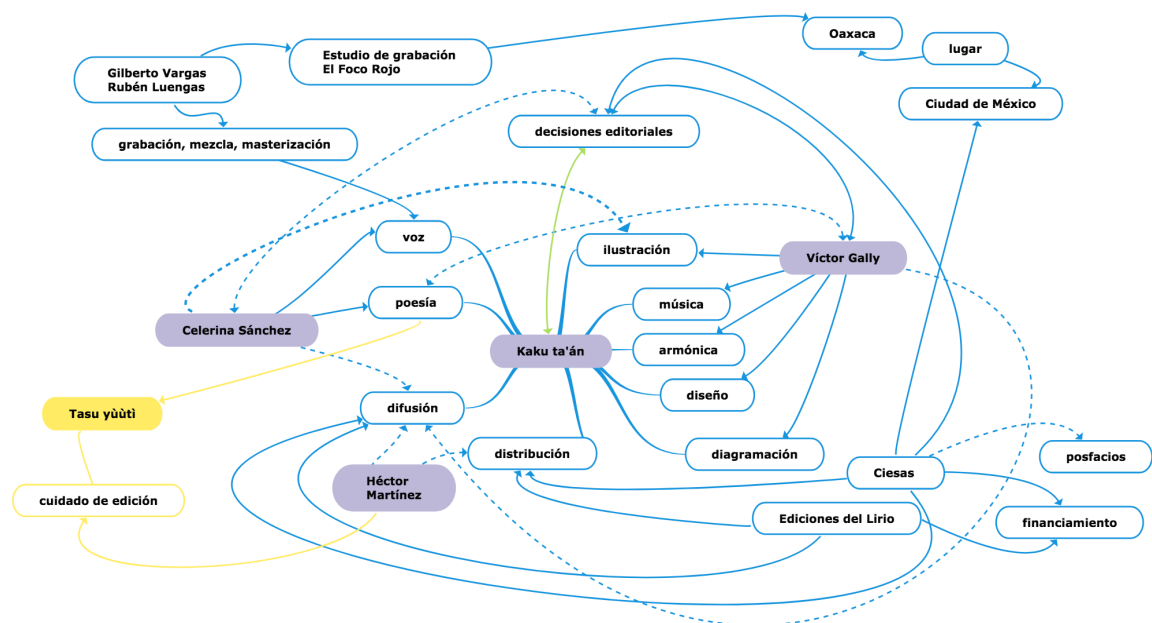 Oaxaca
lugar
Estudio de grabación
El Foco Rojo
Gilberto Vargas
Rubén Luengas
Ciudad de México
decisiones editoriales
grabación, mezcla, masterización
voz
ilustración
Víctor Gally
poesía
música
Celerina Sánchez
Kaku ta'án
armónica
diseño
Tasu yùùtì
difusión
distribución
diagramación
posfacios
Ciesas
Héctor
Martínez
cuidado de edición
Ediciones del Lirio
financiamiento